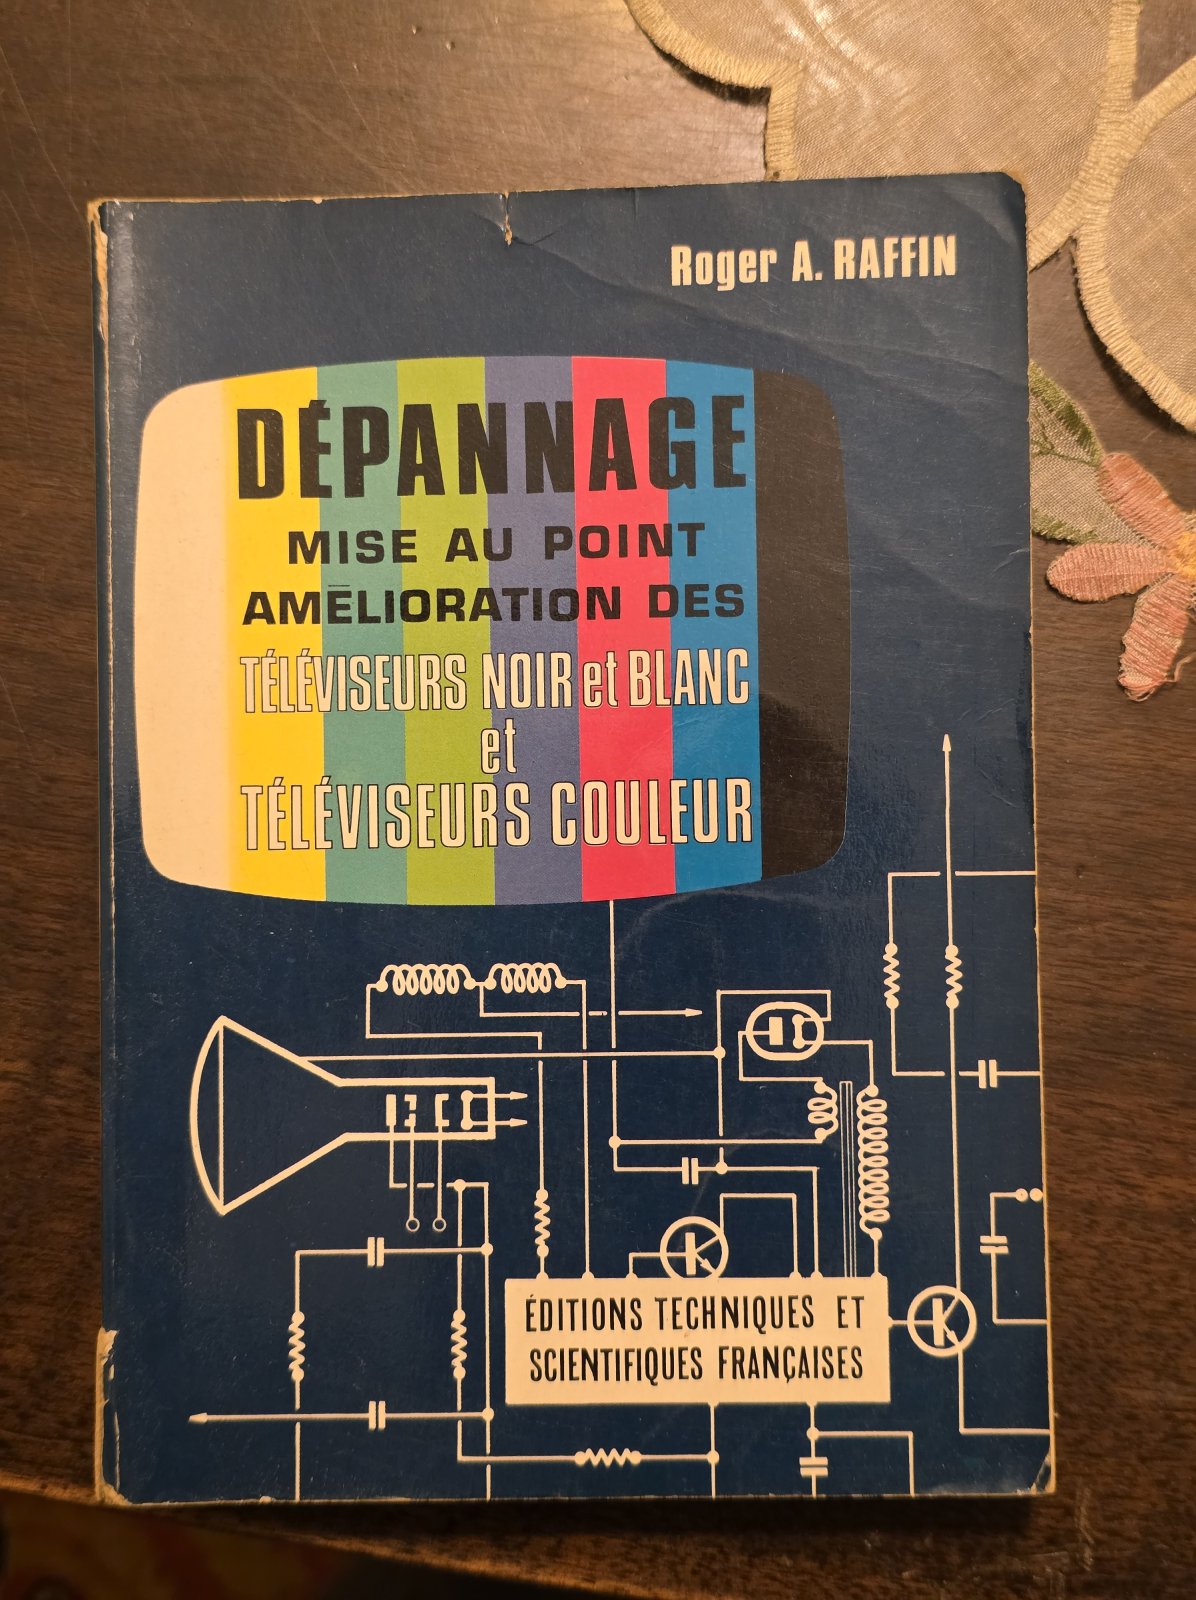 Roger A. RAFFIN
DÉPANNAGE
MISE AU POINT
AMÉLIORATION DES
TÉLÉVISEURS NOIR et BLANC
et
TÉLÉVISEURS COULEUR
ÉDITIONS TECHNIQUES ET
SCIENTIFIQUES FRANÇAISES